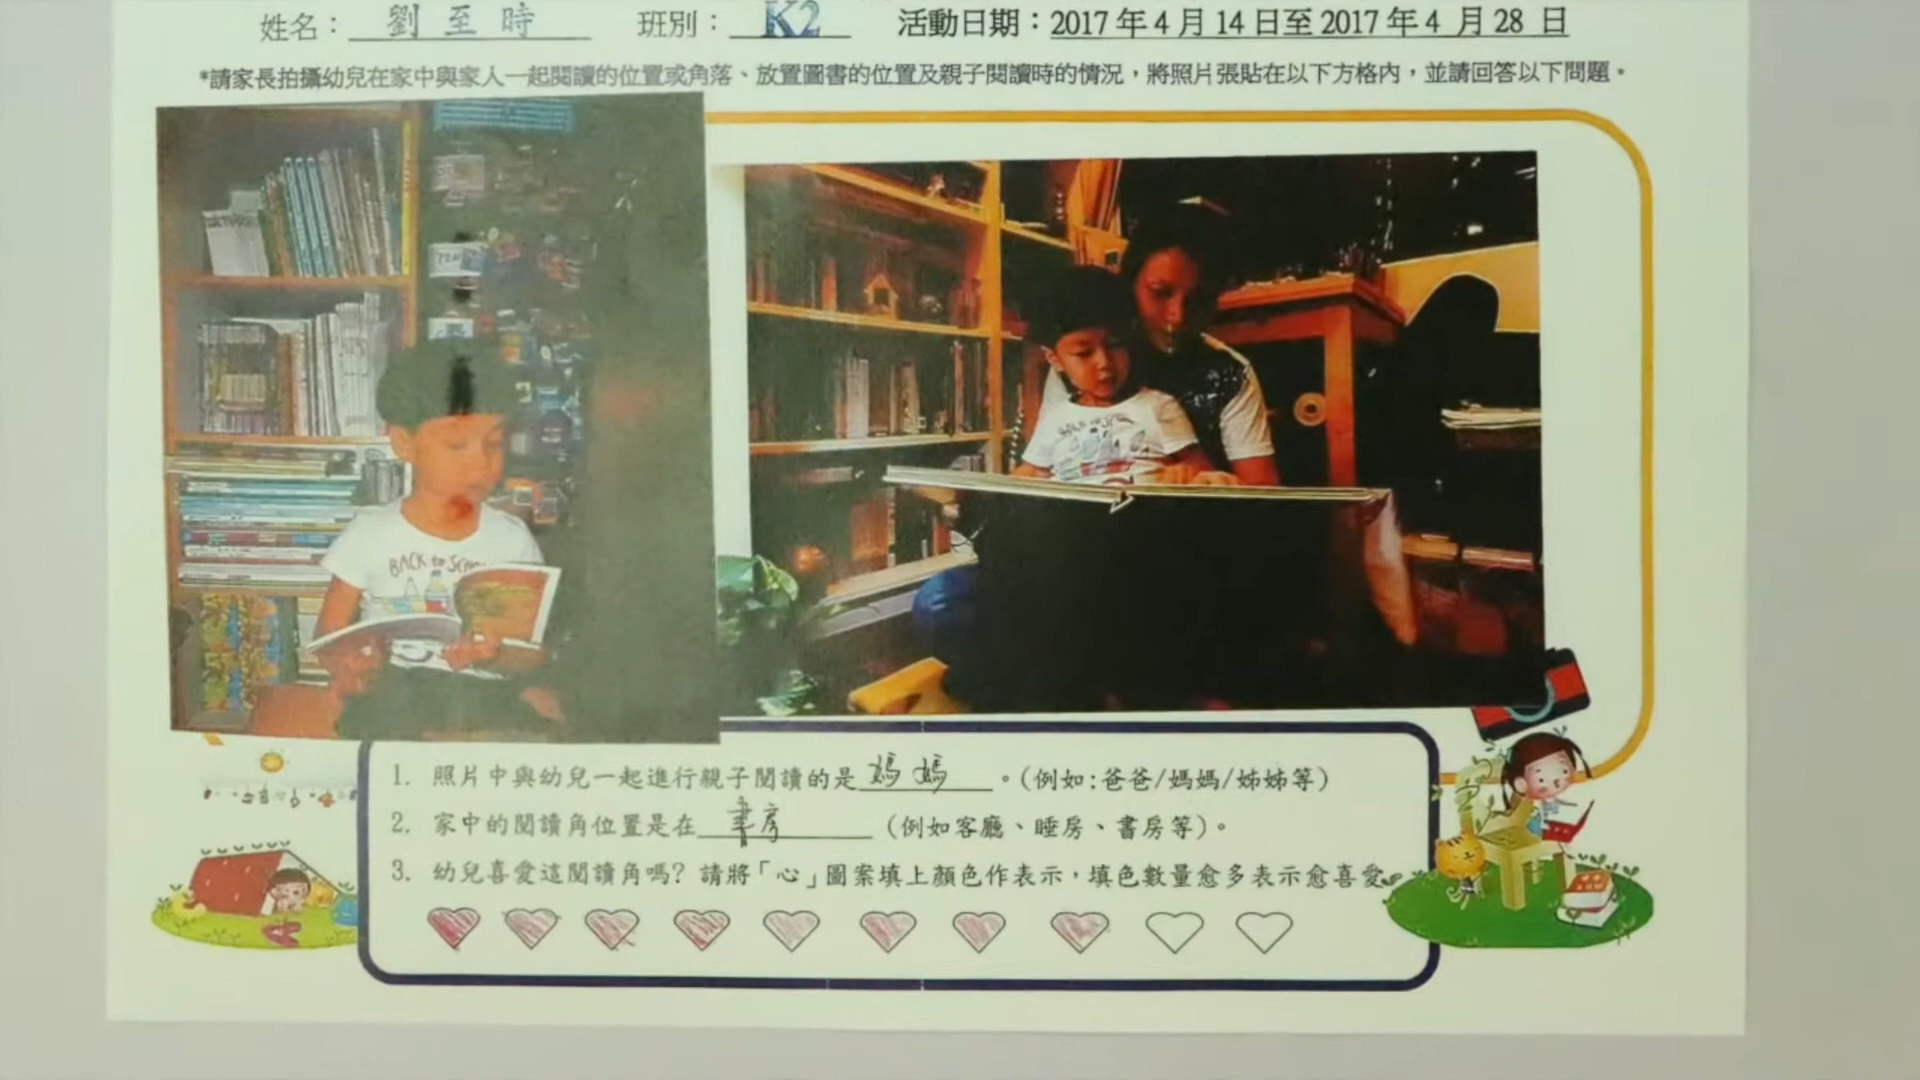 姓名：劉至時 班別：K2 活動日期：2017年4月14日至2017年4月28日
*請家長拍攝幼兒在家中與家人一起閱讀的位置或角落、放置圖書的位置及親子閱讀時的情況，將照片張貼在以下方格內，並請回答以下問題。
BACK to SCHO
BACK to
1. 照片中與幼兒一起進行親子閱讀的是媽媽。(例如:爸爸/媽媽/姊姊等)
2. 家中的閱讀角位置是在書房 (例如客廳、睡房、書房等)。
3. 幼兒喜愛這閱讀角嗎? 請將「心」圖案填上顏色作表示，填色數量愈多表示愈喜愛。